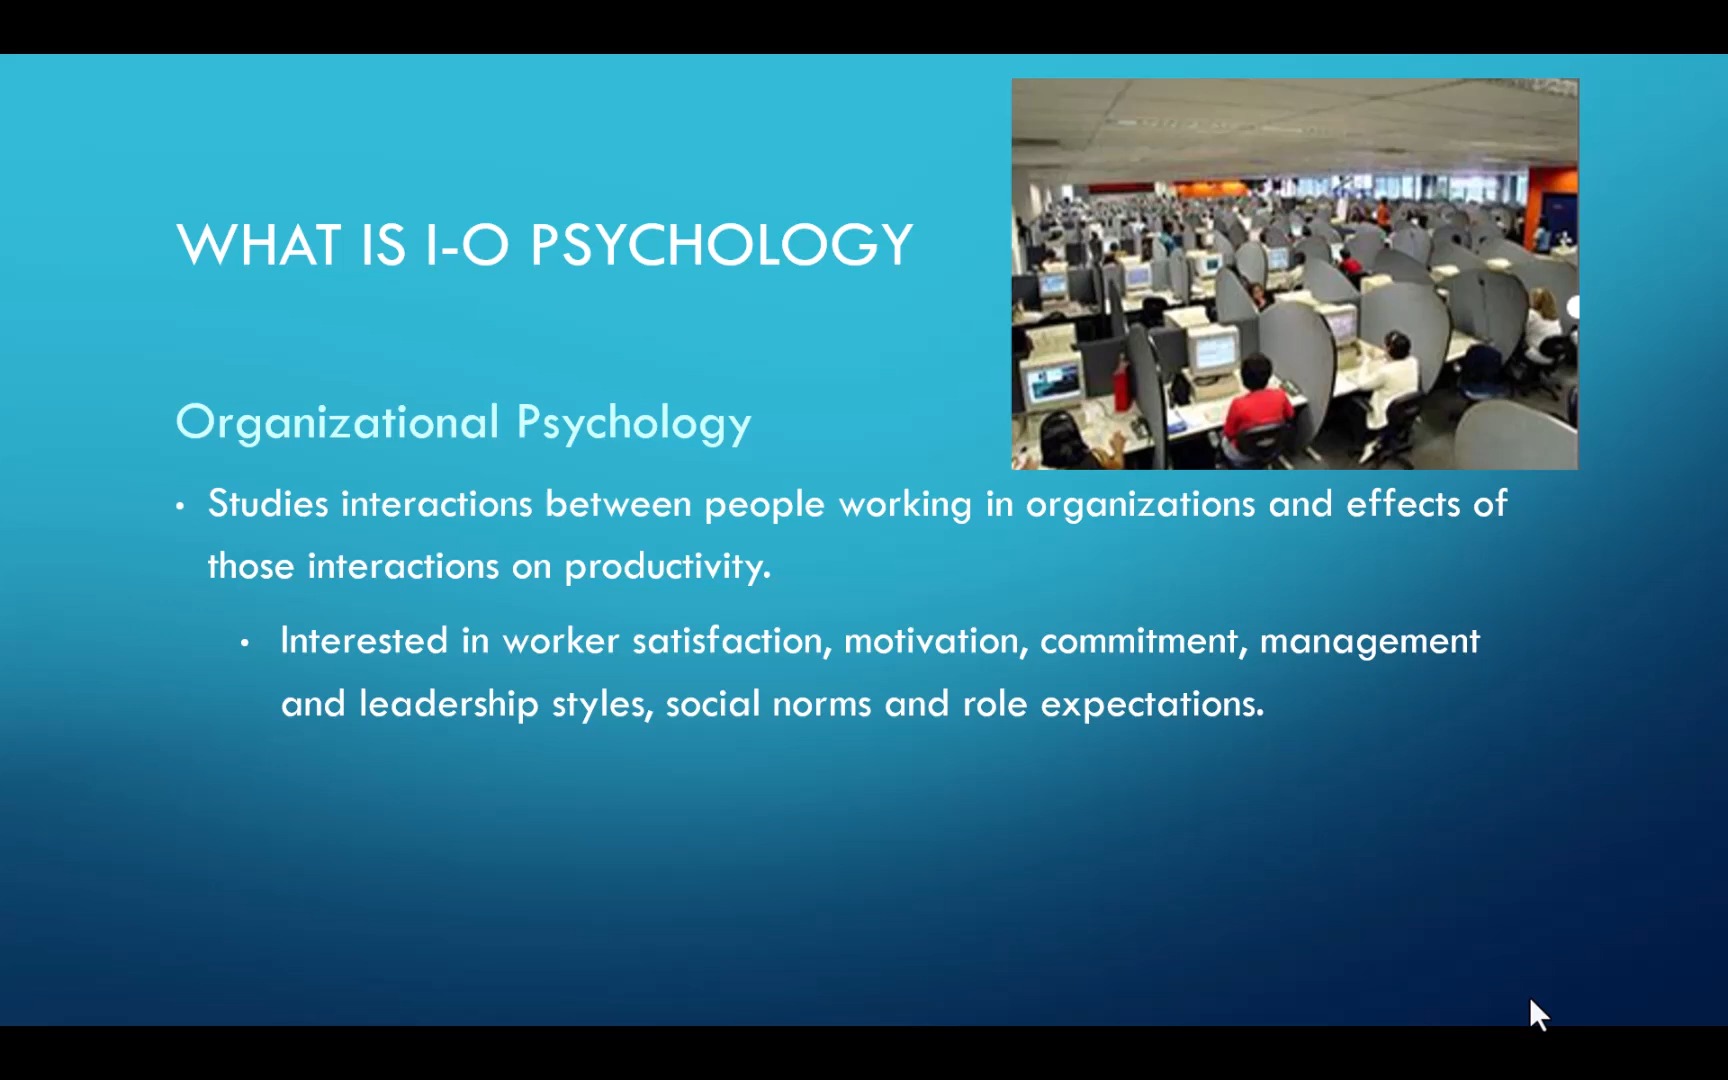 WHAT IS I-O PSYCHOLOGY
Organizational Psychology
• Studies interactions between people working in organizations and effects of
those interactions on productivity.
• Interested in worker satisfaction, motivation, commitment, management
and leadership styles, social norms and role expectations.